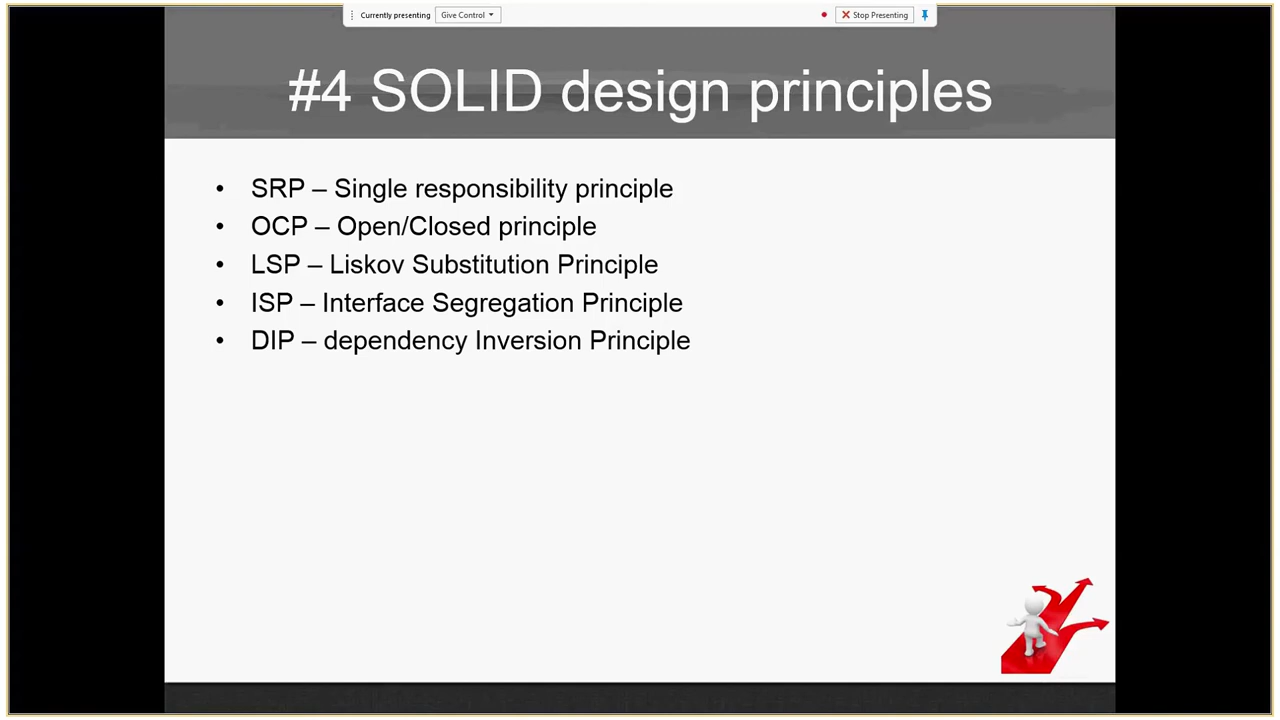 Currently presenting Give Control Stop Presenting
#4 SOLID design principles
• SRP – Single responsibility principle
• OCP – Open/Closed principle
• LSP – Liskov Substitution Principle
• ISP – Interface Segregation Principle
• DIP – dependency Inversion Principle